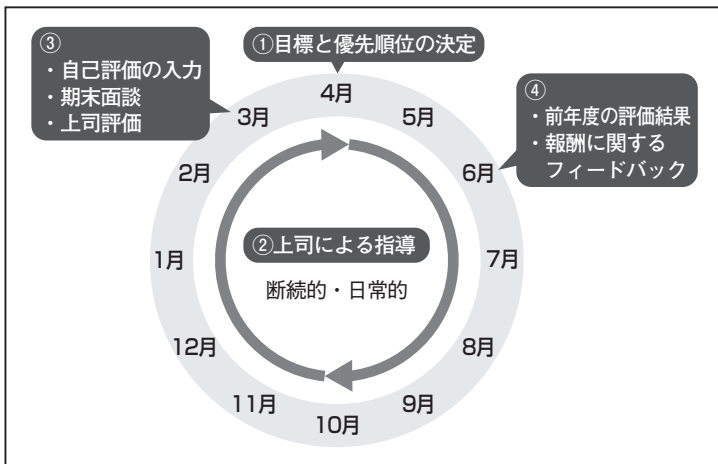 ①目標と優先順位の決定
②上司による指導
断続的・日常的
③
・自己評価の入力
・期末面談
・上司評価
④
・前年度の評価結果
・報酬に関する
フィードバック
4月
5月
6月
7月
8月
9月
10月
11月
12月
1月
2月
3月